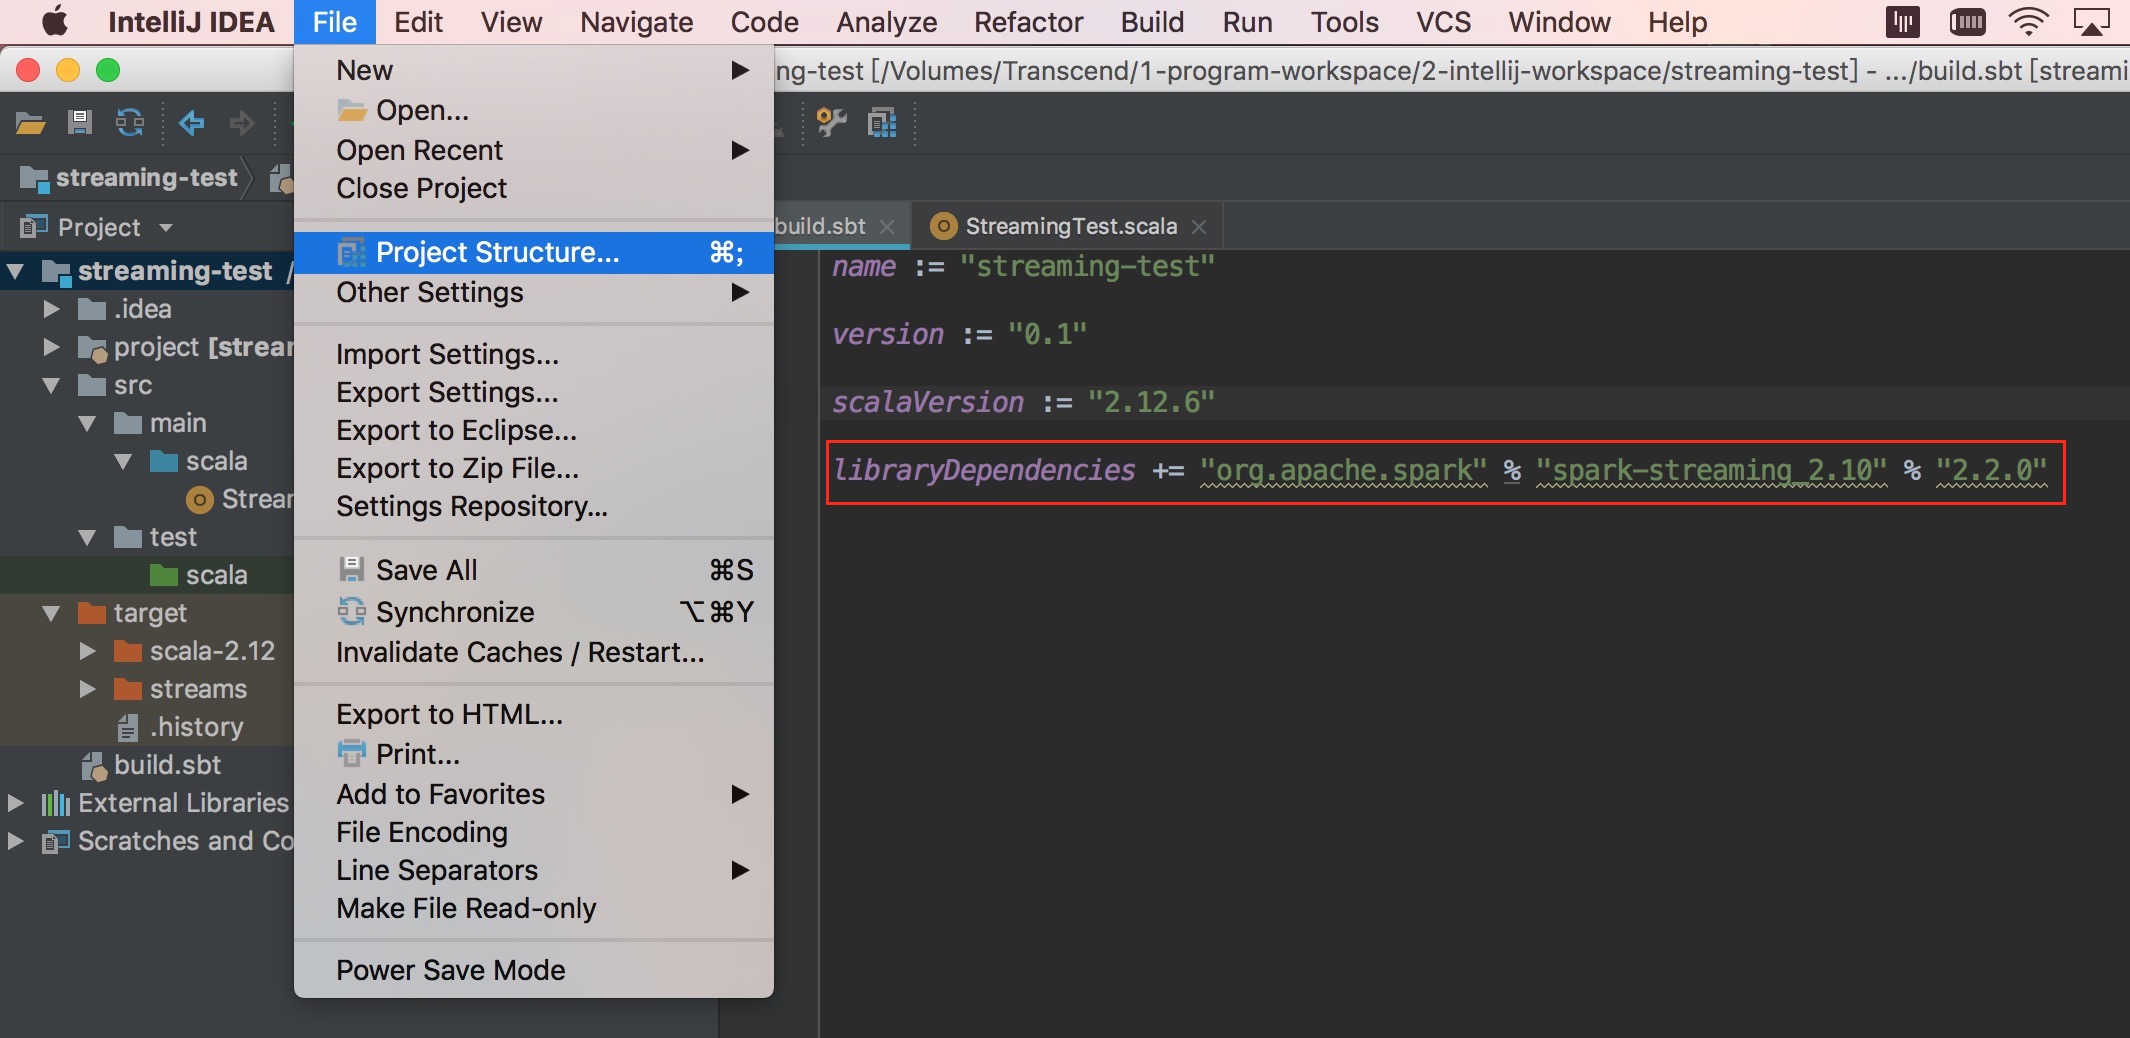 IntelliJ IDEA File Edit View Navigate Code Analyze Refactor Build Run Tools VCS Window Help
ng-test [/Volumes/Transcend/1-program-workspace/2-intellij-workspace/streaming-test] - .../build.sbt [streami
streaming-test
Project
build.sbt
StreamingTest.scala
streaming-test /
.idea
project [strear
src
main
scala
Strear
test
scala
target
scala-2.12
streams
.history
build.sbt
External Libraries
Scratches and Co
New
Open...
Open Recent
Close Project
Project Structure... ⌘;
Other Settings
Import Settings...
Export Settings...
Export to Eclipse...
Export to Zip File...
Settings Repository...
Save All ⌘S
Synchronize ⌥⌘Y
Invalidate Caches / Restart...
Export to HTML...
Print...
Add to Favorites
File Encoding
Line Separators
Make File Read-only
Power Save Mode
name := "streaming-test"
version := "0.1"
scalaVersion := "2.12.6"
libraryDependencies += "org.apache.spark" % "spark-streaming_2.10" % "2.2.0"